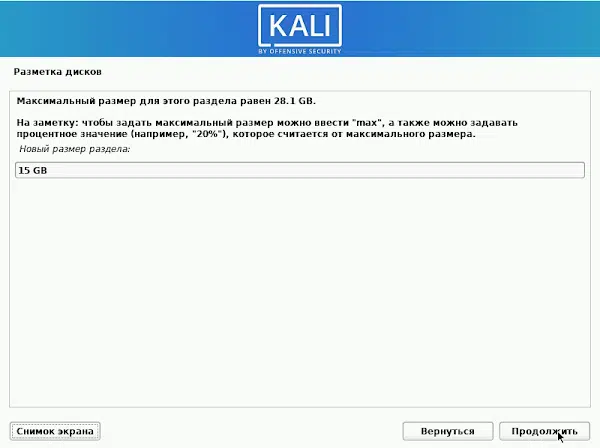 KALI
BY OFFENSIVE SECURITY
Разметка дисков
Максимальный размер для этого раздела равен 28.1 GB.
На заметку: чтобы задать максимальный размер можно ввести "max", а также можно задавать
процентное значение (например, "20%"), которое считается от максимального размера.
Новый размер раздела:
15 GB
Снимок экрана
Вернуться
Продолжить